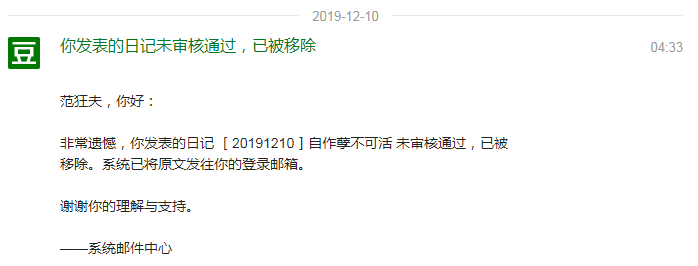 2019-12-10
豆
你发表的日记未审核通过，已被移除
04:33
范狂夫，你好：
非常遗憾，你发表的日记 [ 20191210 ] 自作孽不可活 未审核通过，已被
移除。系统已将原文发往你的登录邮箱。
谢谢你的理解与支持。
——系统邮件中心